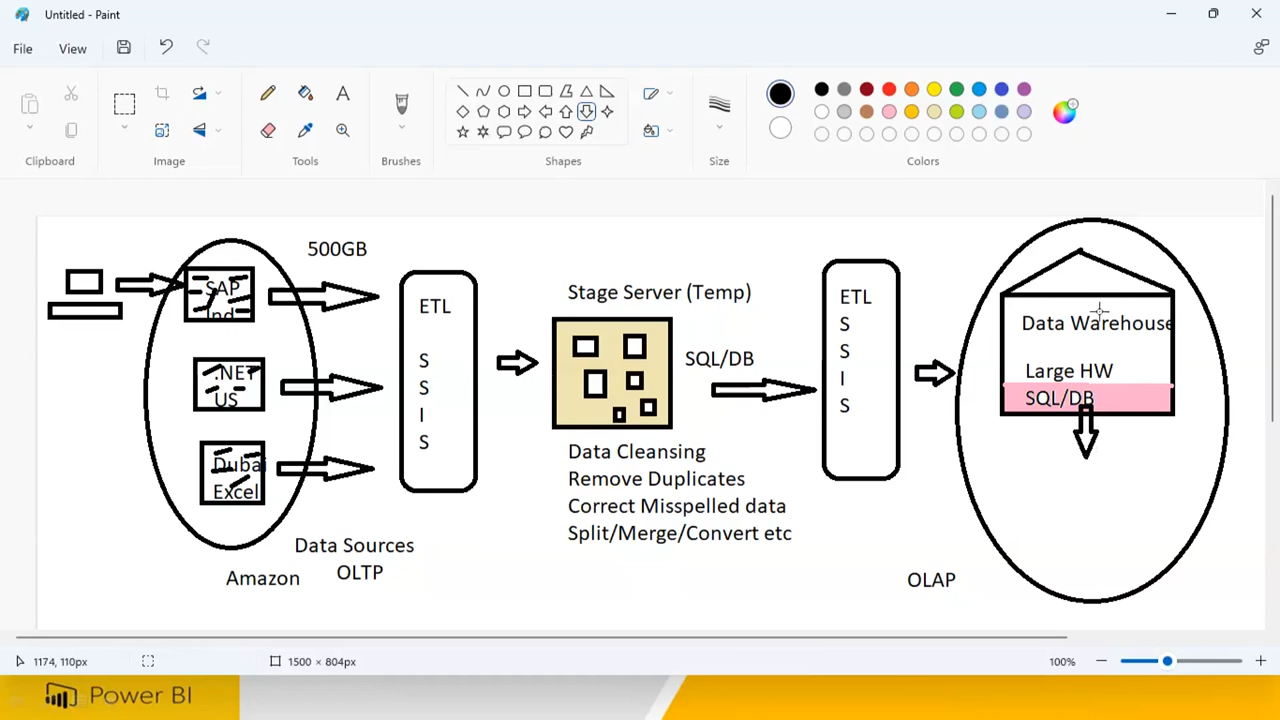 Untitled - Paint
File
View
Clipboard
Image
Tools
Brushes
Shapes
Size
Colors
500GB
SAP
Ind
.NET
US
Dubai
Excel
Amazon
Data Sources
OLTP
ETL
S
S
I
S
Stage Server (Temp)
SQL/DB
Data Cleansing
Remove Duplicates
Correct Misspelled data
Split/Merge/Convert etc
ETL
S
S
I
S
Data Warehouse
Large HW
SQL/DB
OLAP
1174, 110px
1500 × 804px
100%
Power BI